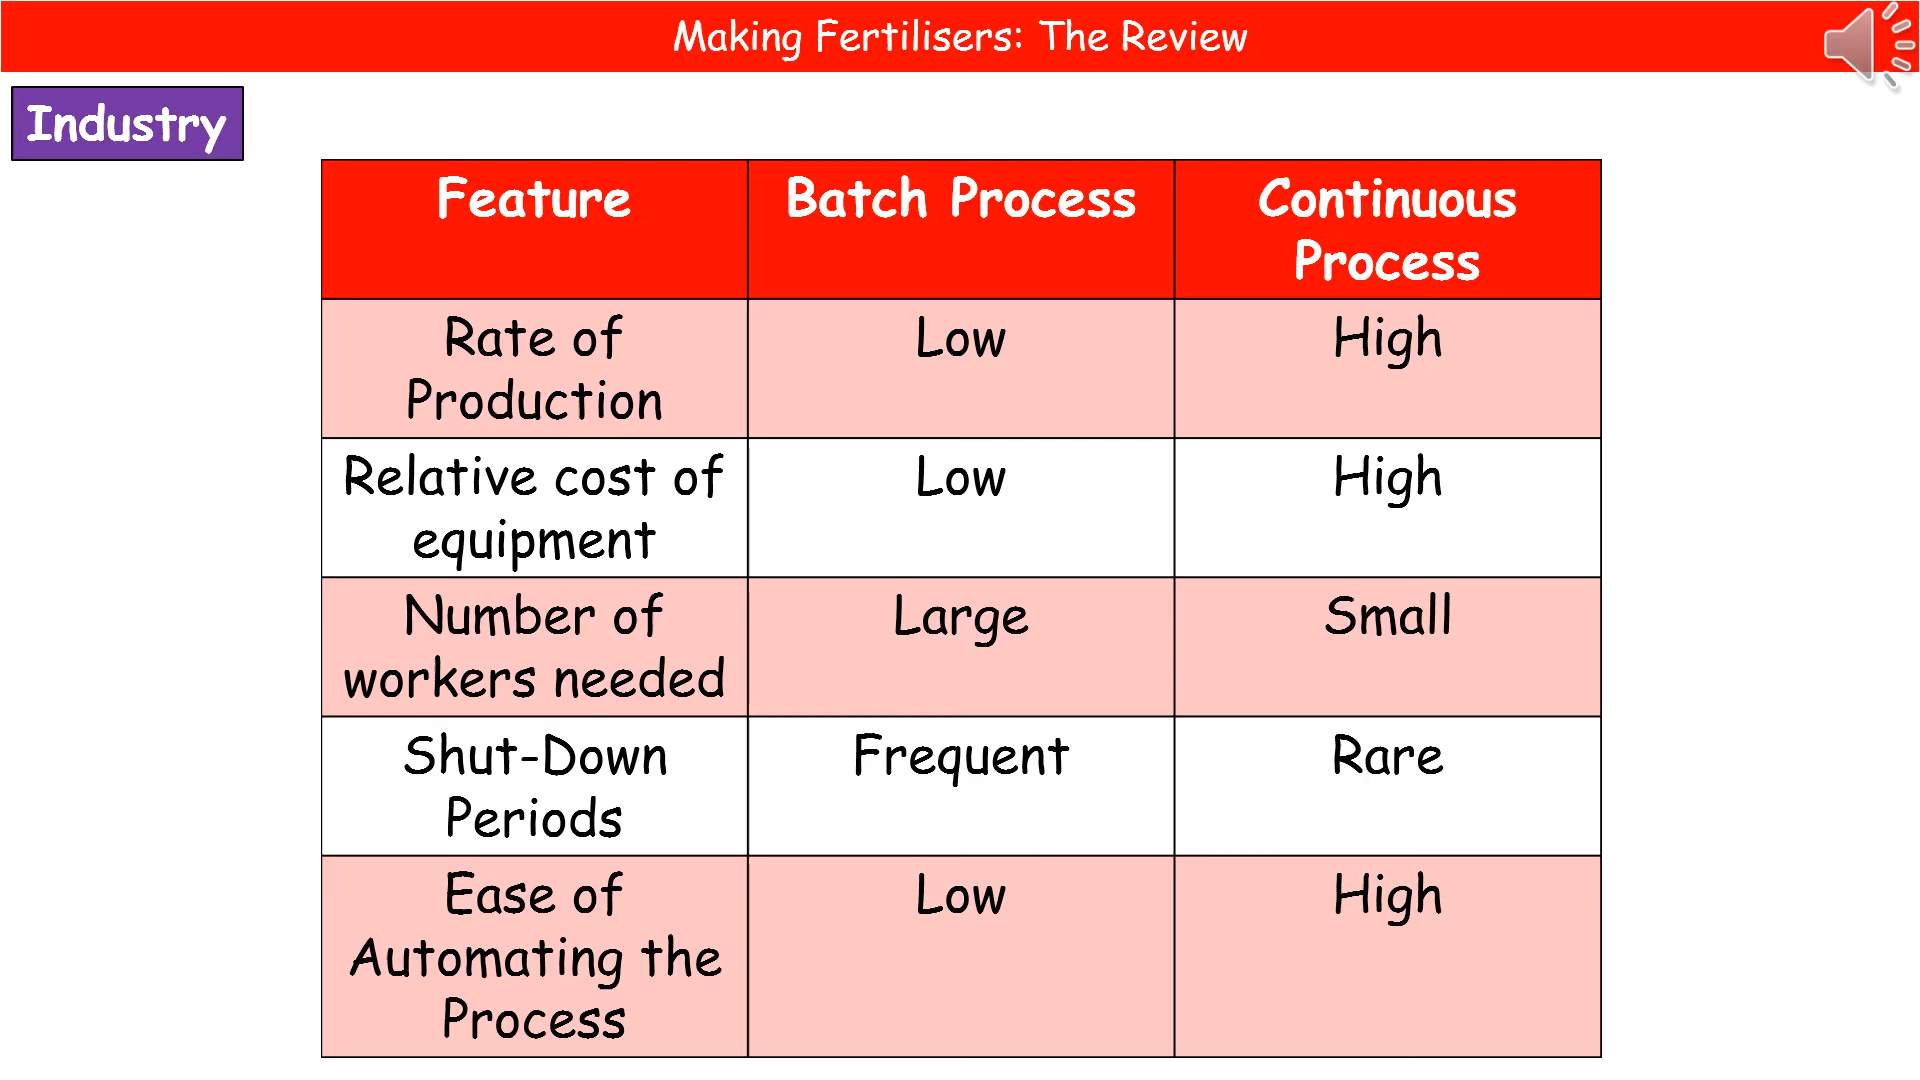 Making Fertilisers: The Review
Industry
Feature
Batch Process
Continuous
Process
Rate of
Production
Low
High
Relative cost of
equipment
Low
High
Number of
workers needed
Large
Small
Shut-Down
Periods
Frequent
Rare
Ease of
Automating the
Process
Low
High